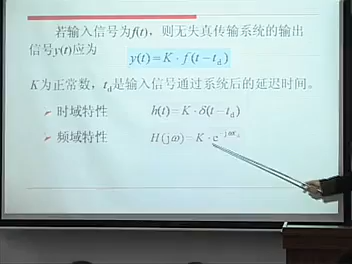 若输入信号为f(t)，则无失真传输系统的输出
信号y(t)应为
y(t)=K·f(t−t_d)
K为正常数，t_d是输入信号通过系统后的延迟时间。
➢ 时域特性 h(t)=K·δ(t−t_d)
➢ 频域特性 H(jω)=K·e^{−jωt_d}